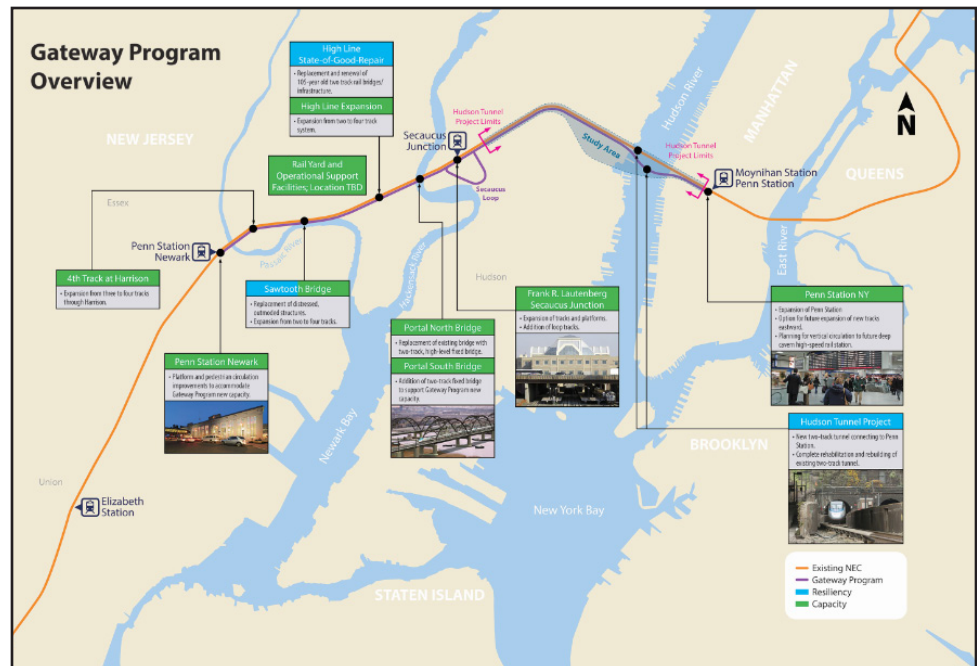 Gateway Program
Overview
High Line
State-of-Good-Repair
• Replacement and renewal of
105-year old two track rail bridges/
infrastructure.
High Line Expansion
• Expansion from two to four track
system.
NEW JERSEY
Rail Yard and
Operational Support
Facilities; Location TBD
Secaucus
Junction
Hudson Tunnel
Project Limits
Secaucus
Loop
Study Area
Hudson River
MANHATTAN
Hudson Tunnel
Project Limits
N
Moynihan Station
Penn Station
QUEENS
East River
Essex
Penn Station
Newark
Passaic River
Hackensack River
Hudson
4th Track at Harrison
• Expansion from three to four tracks
through Harrison.
Sawtooth Bridge
• Replacement of distressed,
outmoded structures.
• Expansion from two to four tracks.
Penn Station Newark
• Platform and pedestrian circulation
improvements to accommodate
Gateway Program new capacity.
Portal North Bridge
• Replacement of existing bridge with
two-track, high-level fixed bridge.
Portal South Bridge
• Addition of two-track fixed bridge
to support Gateway Program new
capacity.
Frank R. Lautenberg
Secaucus Junction
• Expansion of tracks and platforms.
• Addition of loop tracks.
Penn Station NY
• Expansion of Penn Station
• Option for future expansion of new tracks
eastward.
• Planning for vertical circulation to future deep
cavern high-speed rail station.
Hudson Tunnel Project
• New two-track tunnel connecting to Penn
Station.
• Complete rehabilitation and rebuilding of
existing two-track tunnel.
Newark Bay
BROOKLYN
Union
Elizabeth
Station
New York Bay
STATEN ISLAND
Existing NEC
Gateway Program
Resiliency
Capacity